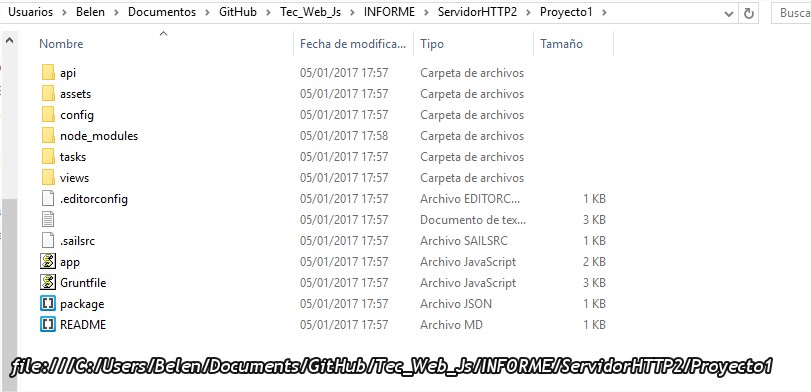 Usuarios > Belen > Documentos > GitHub > Tec_Web_Js > INFORME > ServidorHTTP2 > Proyecto1 > Busca
Nombre Fecha de modifica... Tipo Tamaño
api 05/01/2017 17:57 Carpeta de archivos
assets 05/01/2017 17:57 Carpeta de archivos
config 05/01/2017 17:57 Carpeta de archivos
node_modules 05/01/2017 17:58 Carpeta de archivos
tasks 05/01/2017 17:57 Carpeta de archivos
views 05/01/2017 17:57 Carpeta de archivos
.editorconfig 05/01/2017 17:57 Archivo EDITORC... 1 KB
05/01/2017 17:57 Documento de tex... 3 KB
.sailsrc 05/01/2017 17:57 Archivo SAILSRC 1 KB
app 05/01/2017 17:57 Archivo JavaScript 2 KB
Gruntfile 05/01/2017 17:57 Archivo JavaScript 3 KB
package 05/01/2017 17:57 Archivo JSON 1 KB
README 05/01/2017 17:57 Archivo MD 1 KB
file:///C:/Users/Belen/Documents/GitHub/Tec_Web_Js/INFORME/ServidorHTTP2/Proyecto1